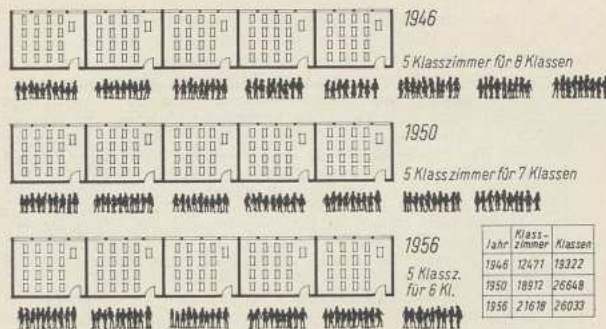 1946
5 Klasszimmer für 8 Klassen
1950
5 Klasszimmer für 7 Klassen
1956
5 Klassz.
für 6 Kl.
Jahr Klass-zimmer Klassen
1946 12471 19322
1950 18912 26648
1956 21618 26033